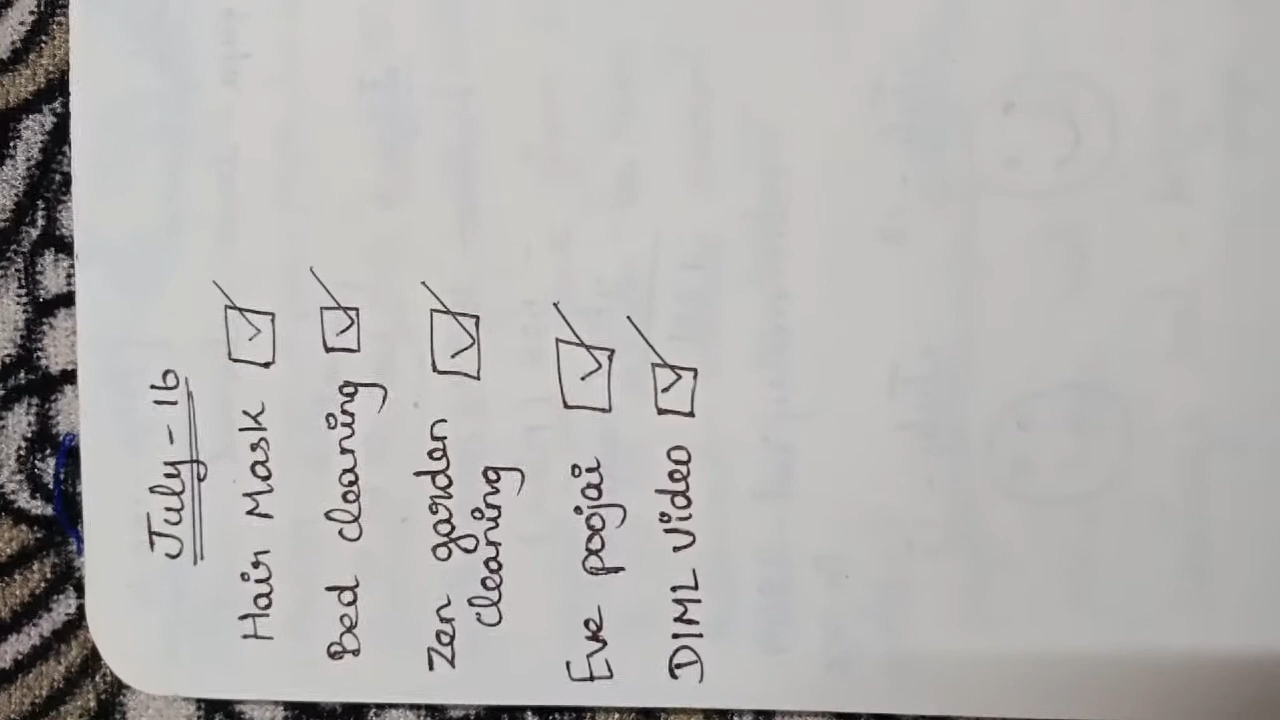 July - 16
Hair Mask ☑
Bed cleaning ☑
Zen garden ☑
cleaning
Eve poojai ☑
DIML video ☑